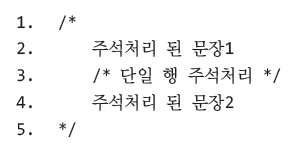 1. /*
2. 주석처리 된 문장1
3. /* 단일 행 주석처리 */
4. 주석처리 된 문장2
5. */